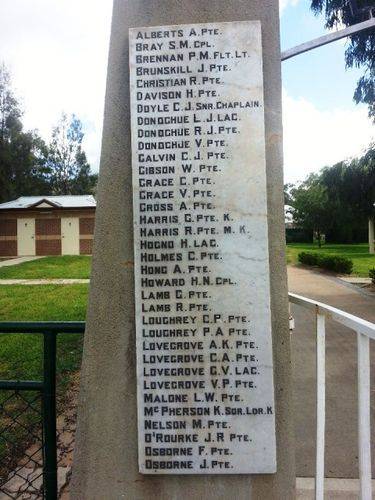 ALBERTS A. PTE.
BRAY S.M. CPL.
BRENNAN P.M. FLT. LT.
BRUNSKILL J. PTE.
CHRISTIAN R. PTE.
DAVISON H. PTE.
DOYLE C.J. SNR. CHAPLAIN.
DONOGHUE L.J. LAC.
DONOGHUE R.J. PTE.
DONOGHUE V. PTE.
GALVIN C.J. PTE.
GIBSON W. PTE.
GRACE C. PTE.
GRACE V. PTE.
GROSS A. PTE.
HARRIS G. PTE. K.
HARRIS R. PTE. M. K.
HOGNO H. LAC.
HOLMES C. PTE.
HONG A. PTE.
HOWARD H.N. CPL.
LAMB G. PTE.
LAMB R. PTE.
LOUGHREY C.P. PTE.
LOUGHREY P.A. PTE.
LOVEGROVE A.K. PTE.
LOVEGROVE C.A. PTE.
LOVEGROVE G.V. LAC.
LOVEGROVE V.P. PTE.
MALONE L.W. PTE.
MCPHERSON K. SQR. LDR. K
NELSON M. PTE.
O'ROURKE J.R. PTE.
OSBORNE F. PTE.
OSBORNE J. PTE.